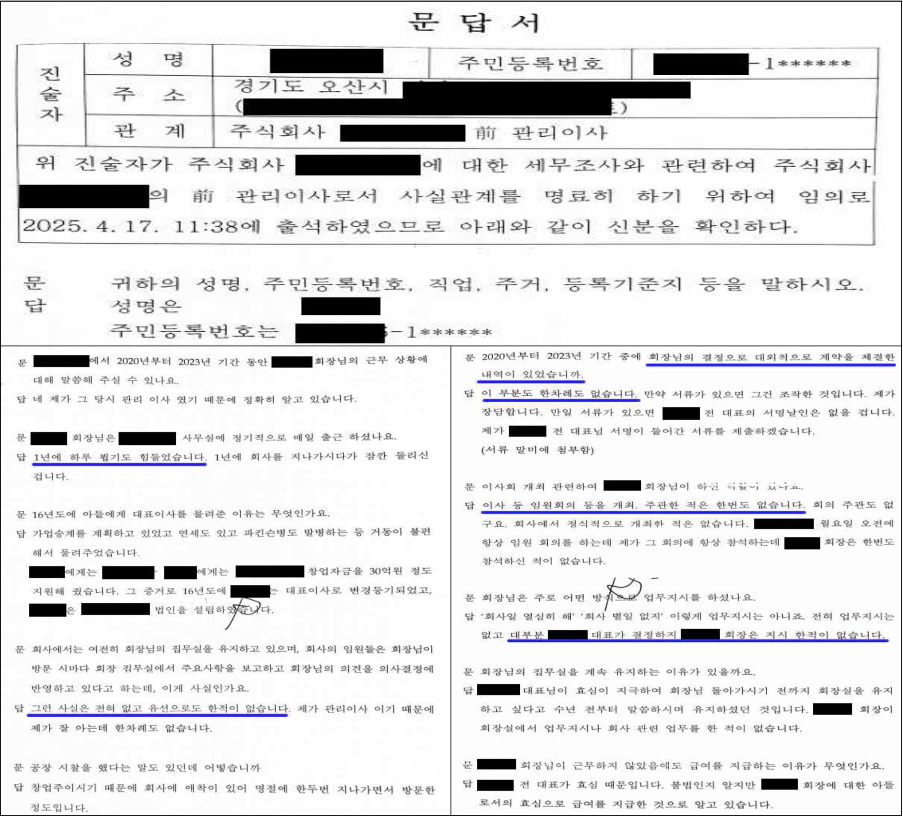 문 답 서
진술자
성 명
주민등록번호
-1******
주 소
경기도 오산시
(
)
관 계
주식회사 前 관리이사
위 진술자가 주식회사 에 대한 세무조사와 관련하여 주식회사
의 前 관리이사로서 사실관계를 명료히 하기 위하여 임의로
2025. 4. 17. 11:38에 출석하였으므로 아래와 같이 신분을 확인하다.
문 귀하의 성명, 주민등록번호, 직업, 주거, 등록기준지 등을 말하시오.
답 성명은
주민등록번호는 -1******
문 에서 2020년부터 2023년 기간 동안 회장님의 근무 상황에
대해 말씀해 주실 수 있나요.
답 네 제가 그 당시 관리 이사 였기 때문에 정확히 알고 있습니다.
문 회장님은 사무실에 정기적으로 매일 출근 하셨나요.
답 1년에 하루 뵙기도 힘들었습니다. 1년에 회사를 지나가시다가 잠깐 들리신
겁니다.
문 16년도에 아들에게 대표이사를 물려준 이유는 무엇인가요.
답 가업승계를 계획하고 있었고 연세도 있고 파킨슨병도 발병하는 등 거동이 불편
해서 물려주었습니다.
에게는 에게는 창업자금을 30억원 정도
지원해 줬습니다. 그 증거로 16년도에 는 대표이사로 변경등기되었고,
은 법인을 설립하였습니다.
문 회사에서는 여전히 회장님의 집무실을 유지하고 있으며, 회사의 임원들은 회장님이
방문 시마다 회장 집무실에서 주요사항을 보고하고 회장님의 의견을 의사결정에
반영하고 있다고 하는데, 이게 사실인가요.
답 그런 사실은 전혀 없고 유선으로도 한적이 없습니다. 제가 관리이사 이기 때문에
제가 잘 아는데 한차례도 없습니다.
문 공장 시찰을 했다는 말도 있던데 어떻습니까
답 창업주이시기 때문에 회사에 애착이 있어 명절에 한두번 지나가면서 방문한
정도입니다.
문 2020년부터 2023년 기간 중에 회장님의 결정으로 대외적으로 계약을 체결한
내역이 있었습니까.
답 이 부분도 한차례도 없습니다. 만약 서류가 있으면 그건 조작한 것입니다. 제가
장담합니다. 만일 서류가 있으면 전 대표의 서명날인은 없을 겁니다.
제가 전 대표님 서명이 들어간 서류를 제출하겠습니다.
(서류 말미에 첨부함)
문 이사회 개최 관련하여 회장님이 하신
답 이사 등 임원회의 등을 개최. 주관한 적은 한번도 없습니다. 회의 주관도 없
구요. 회사에서 정식적으로 개최한 적은 없습니다. 월요일 오전에
항상 임원 회의를 하는데 제가 그 회의에 항상 참석하는데 회장은 한번도
참석하신 적이 없습니다.
문 회장님은 주로 어떤 방식으로 업무지시를 하셨나요.
답 '회사일 열심히 해' '회사 별일 없지' 이렇게 업무지시는 아니죠. 전혀 업무지시는
없고 대부분 대표가 결정하지 회장은 지시 한적이 없습니다.
문 회장님의 집무실을 계속 유지하는 이유가 있을까요.
답 대표님이 효심이 지극하여 회장님 돌아가시기 전까지 회장실을 유지
하고 싶다고 수년 전부터 말씀하시며 유지하셨던 것입니다. 회장이
회장실에서 업무지시나 회사 관련 업무를 한 적이 없습니다.
문 회장님이 근무하지 않았음에도 급여를 지급하는 이유가 무엇인가요.
답 전 대표가 효심 때문입니다. 불법인지 알지만 회장에 대한 아들
로서의 효심으로 급여를 지급한 것으로 알고 있습니다.